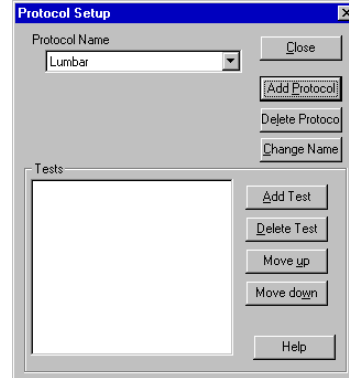 Protocol Setup
Protocol Name
Close
Lumbar
Add Protocol
Delete Protoco
Change Name
Tests
Add Test
Delete Test
Move up
Move down
Help